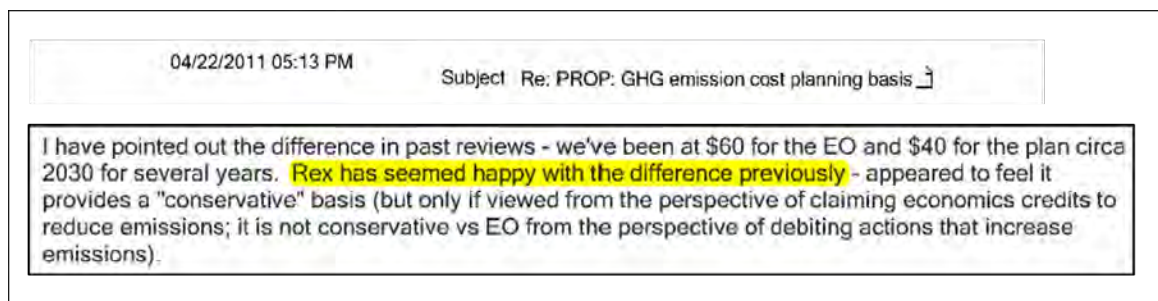 04/22/2011 05:13 PM
Subject Re: PROP: GHG emission cost planning basis
I have pointed out the difference in past reviews - we've been at $60 for the EO and $40 for the plan circa
2030 for several years. Rex has seemed happy with the difference previously - appeared to feel it
provides a "conservative" basis (but only if viewed from the perspective of claiming economics credits to
reduce emissions; it is not conservative vs EO from the perspective of debiting actions that increase
emissions).